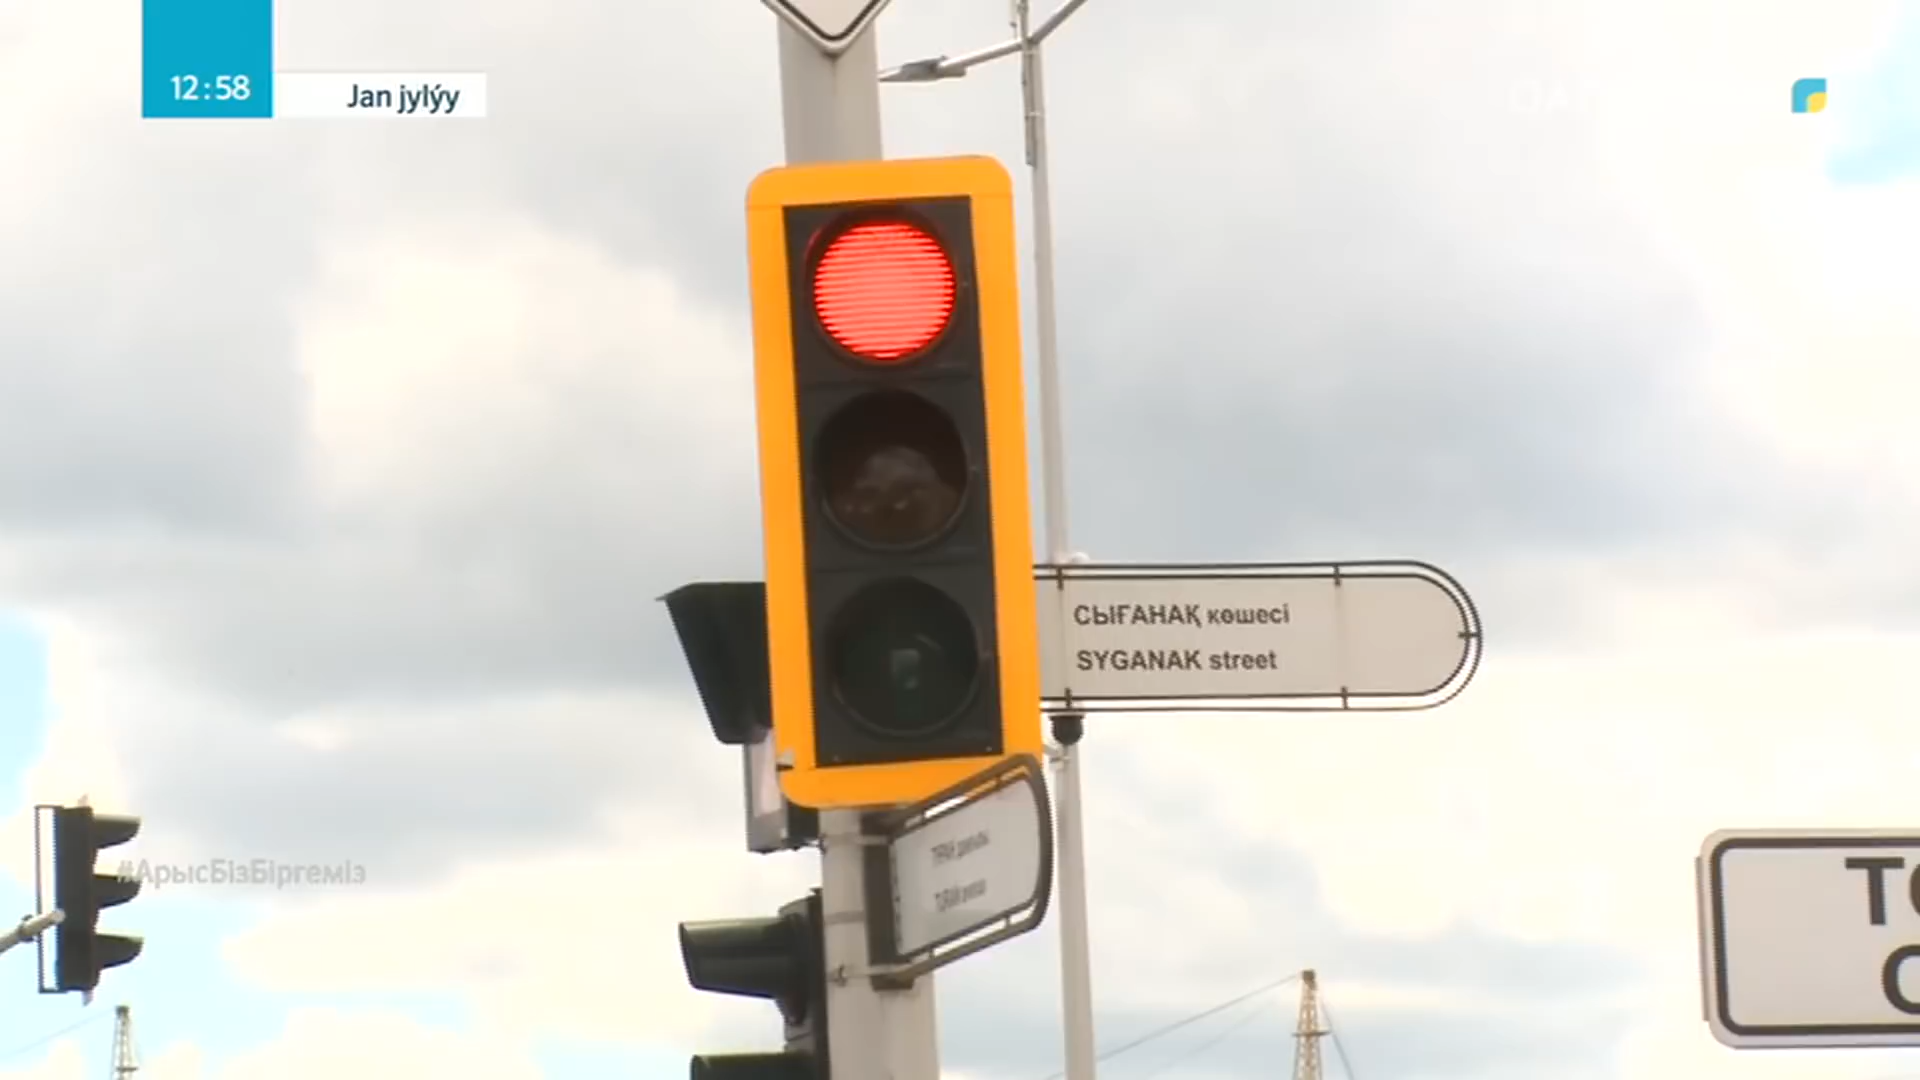 12:58
Jan jylýy
СЫҒАНАҚ көшесі
SYGANAK street
#АрысБізБіргеміз